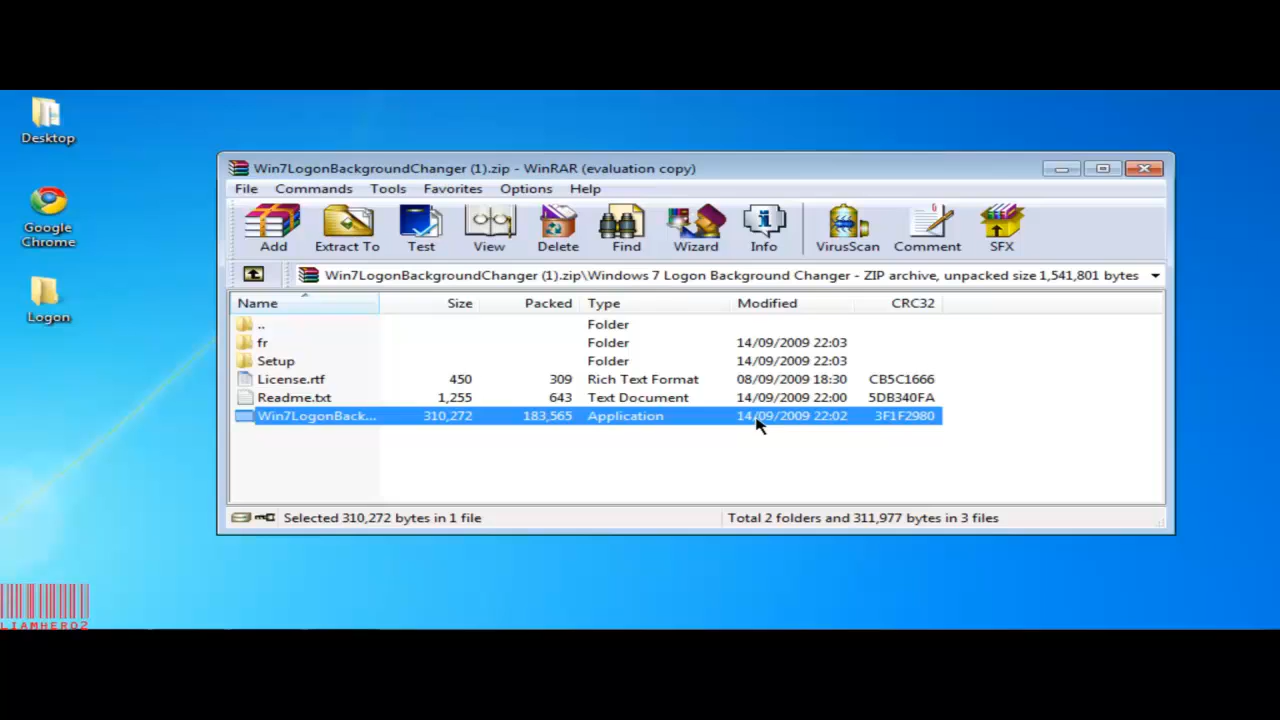 Desktop
Google
Chrome
Logon
Win7LogonBackgroundChanger (1).zip - WinRAR (evaluation copy)
File Commands Tools Favorites Options Help
Add Extract To Test View Delete Find Wizard Info VirusScan Comment SFX
Win7LogonBackgroundChanger (1).zip\Windows 7 Logon Background Changer - ZIP archive, unpacked size 1,541,801 bytes
Name Size Packed Type Modified CRC32
.. Folder
fr Folder 14/09/2009 22:03
Setup Folder 14/09/2009 22:03
License.rtf 450 309 Rich Text Format 08/09/2009 18:30 CB5C1666
Readme.txt 1,255 643 Text Document 14/09/2009 22:00 5DB340FA
Win7LogonBack... 310,272 183,565 Application 14/09/2009 22:02 3F1F2980
Selected 310,272 bytes in 1 file Total 2 folders and 311,977 bytes in 3 files
LIAMHERO2